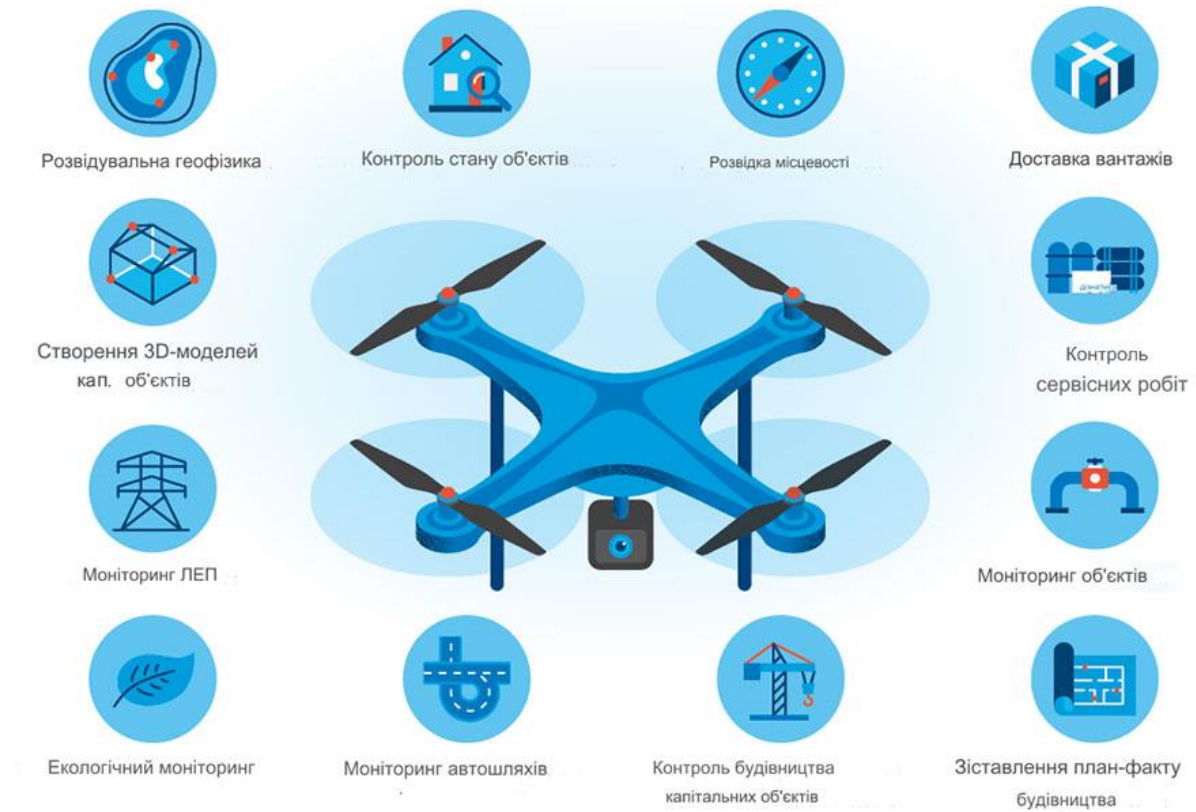 Розвідувальна геофізика
Контроль стану об'єктів
Розвідка місцевості
Доставка вантажів
Створення 3D-моделей
кап. об'єктів
Контроль
сервісних робіт
Моніторинг ЛЕП
Моніторинг об'єктів
Екологічний моніторинг
Моніторинг автошляхів
Контроль будівництва
капітальних об'єктів
Зіставлення план-факту
будівництва